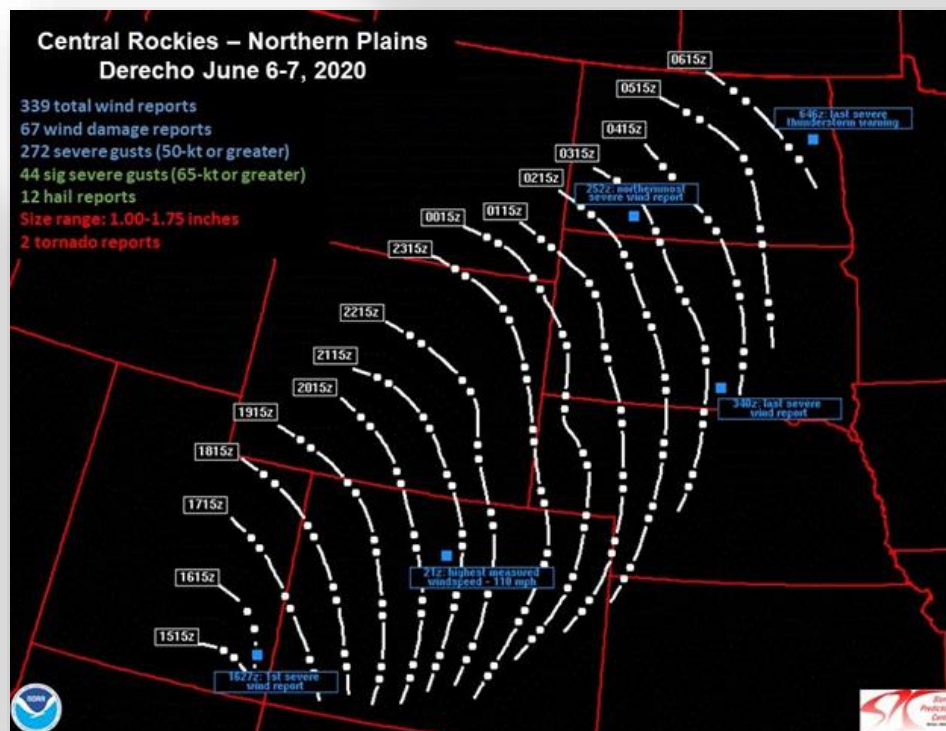 Central Rockies – Northern Plains
Derecho June 6-7, 2020
339 total wind reports
67 wind damage reports
272 severe gusts (50-kt or greater)
44 sig severe gusts (65-kt or greater)
12 hail reports
Size range: 1.00-1.75 inches
2 tornado reports
0615z
0515z
646z: last severe
thunderstorm warning
0415z
0315z
0215z
252z: northernmost
severe wind report
0115z
0015z
2315z
2215z
2115z
2015z
340z: last severe
wind report
1915z
1815z
1715z
21z: highest measured
windspeed - 110 mph
1615z
1515z
1627z: 1st severe
wind report
NOAA